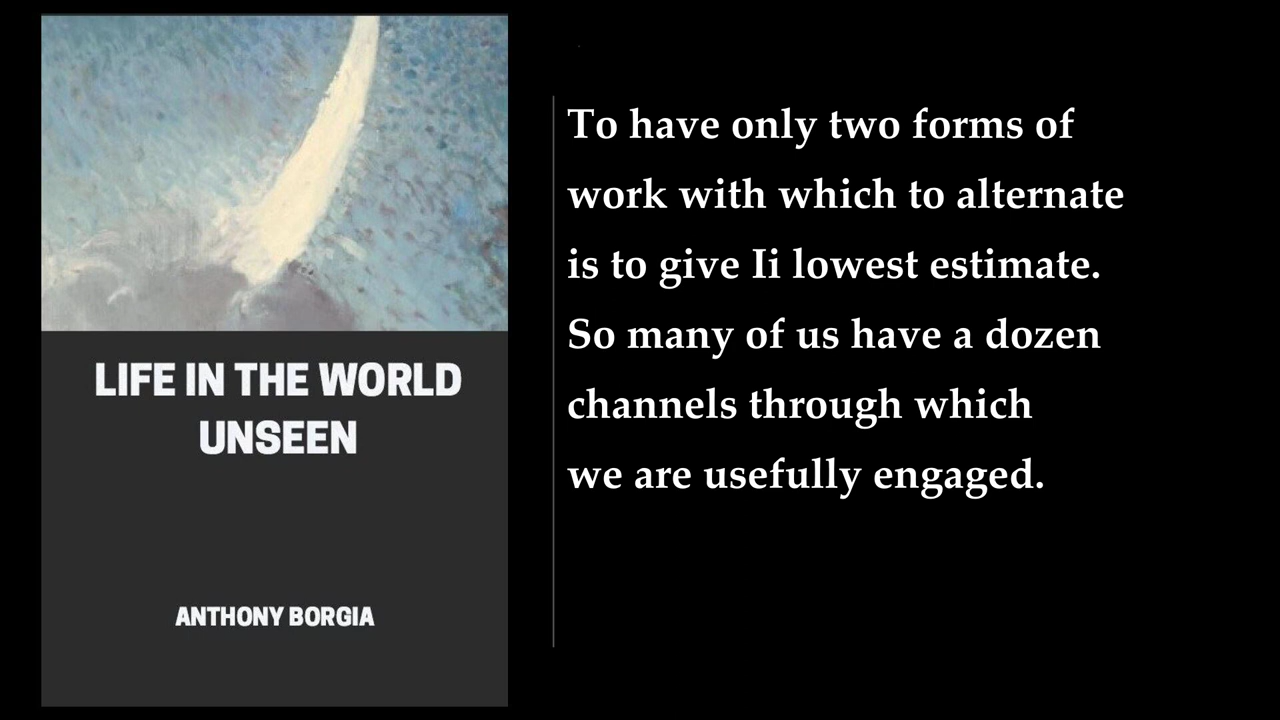 LIFE IN THE WORLD
UNSEEN
ANTHONY BORGIA
To have only two forms of
work with which to alternate
is to give Ii lowest estimate.
So many of us have a dozen
channels through which
we are usefully engaged.